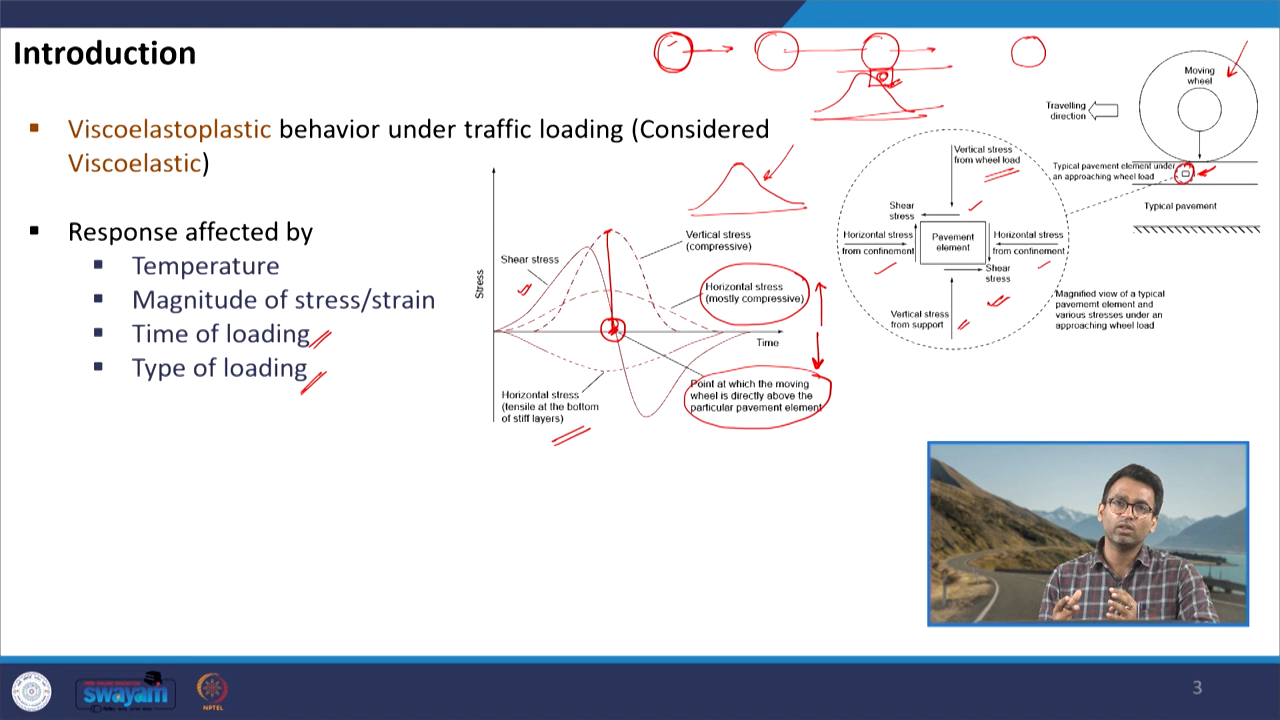 Introduction
Viscoelastoplastic behavior under traffic loading (Considered
Viscoelastic)
Response affected by
Temperature
Magnitude of stress/strain
Time of loading
Type of loading
Stress
Shear stress
Vertical stress
(compressive)
Horizontal stress
(mostly compressive)
Time
Point at which the moving
wheel is directly above the
particular pavement element
Horizontal stress
(tensile at the bottom
of stiff layers)
Moving
wheel
Travelling
direction
Typical pavement element under
an approaching wheel load
Typical pavement
Vertical stress
from wheel load
Shear
stress
Horizontal stress
from confinement
Pavement
element
Horizontal stress
from confinement
Shear
stress
Vertical stress
from support
Magnified view of a typical
pavememt element and
various stresses under an
approaching wheel load
swayam
NPTEL
3